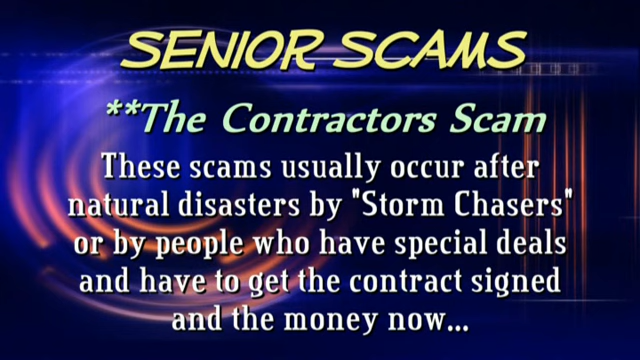 SENIOR SCAMS
**The Contractors Scam
These scams usually occur after
natural disasters by "Storm Chasers"
or by people who have special deals
and have to get the contract signed
and the money now...